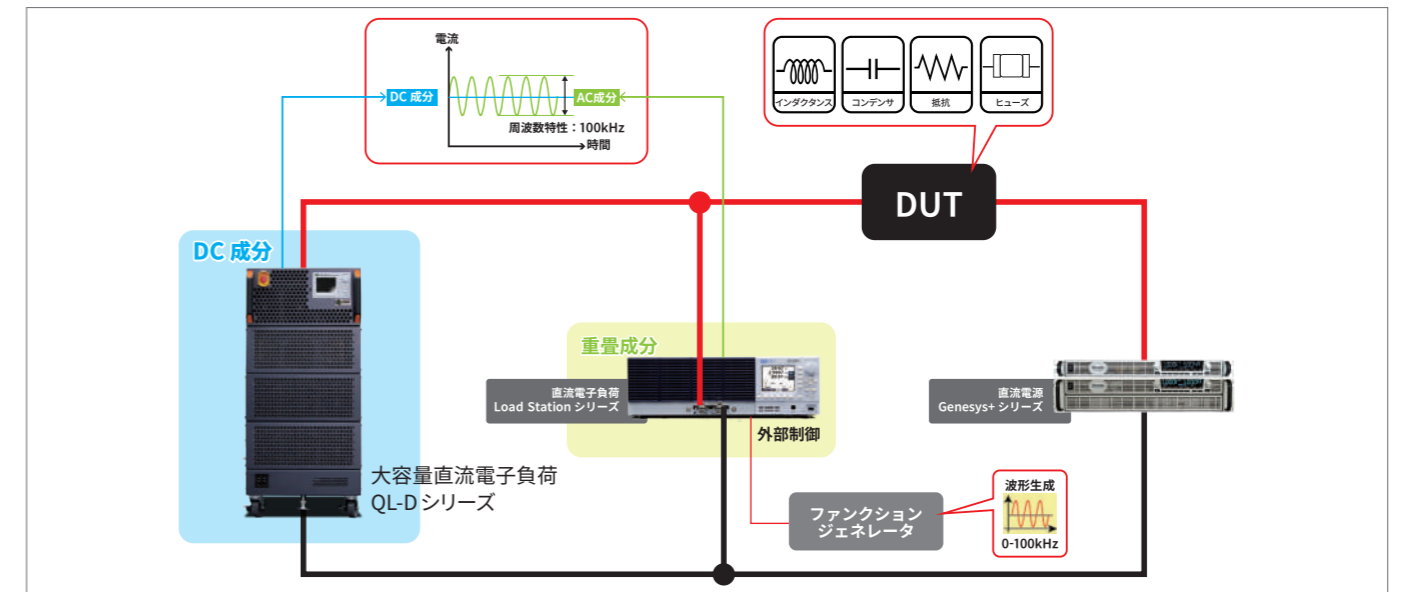 電流
DC 成分
AC成分
周波数特性：100kHz
時間
インダクタンス
コンデンサ
抵抗
ヒューズ
DUT
DC 成分
重畳成分
直流電子負荷
Load Station シリーズ
外部制御
直流電源
Genesys+ シリーズ
大容量直流電子負荷
QL-D シリーズ
ファンクション
ジェネレータ
波形生成
0-100kHz